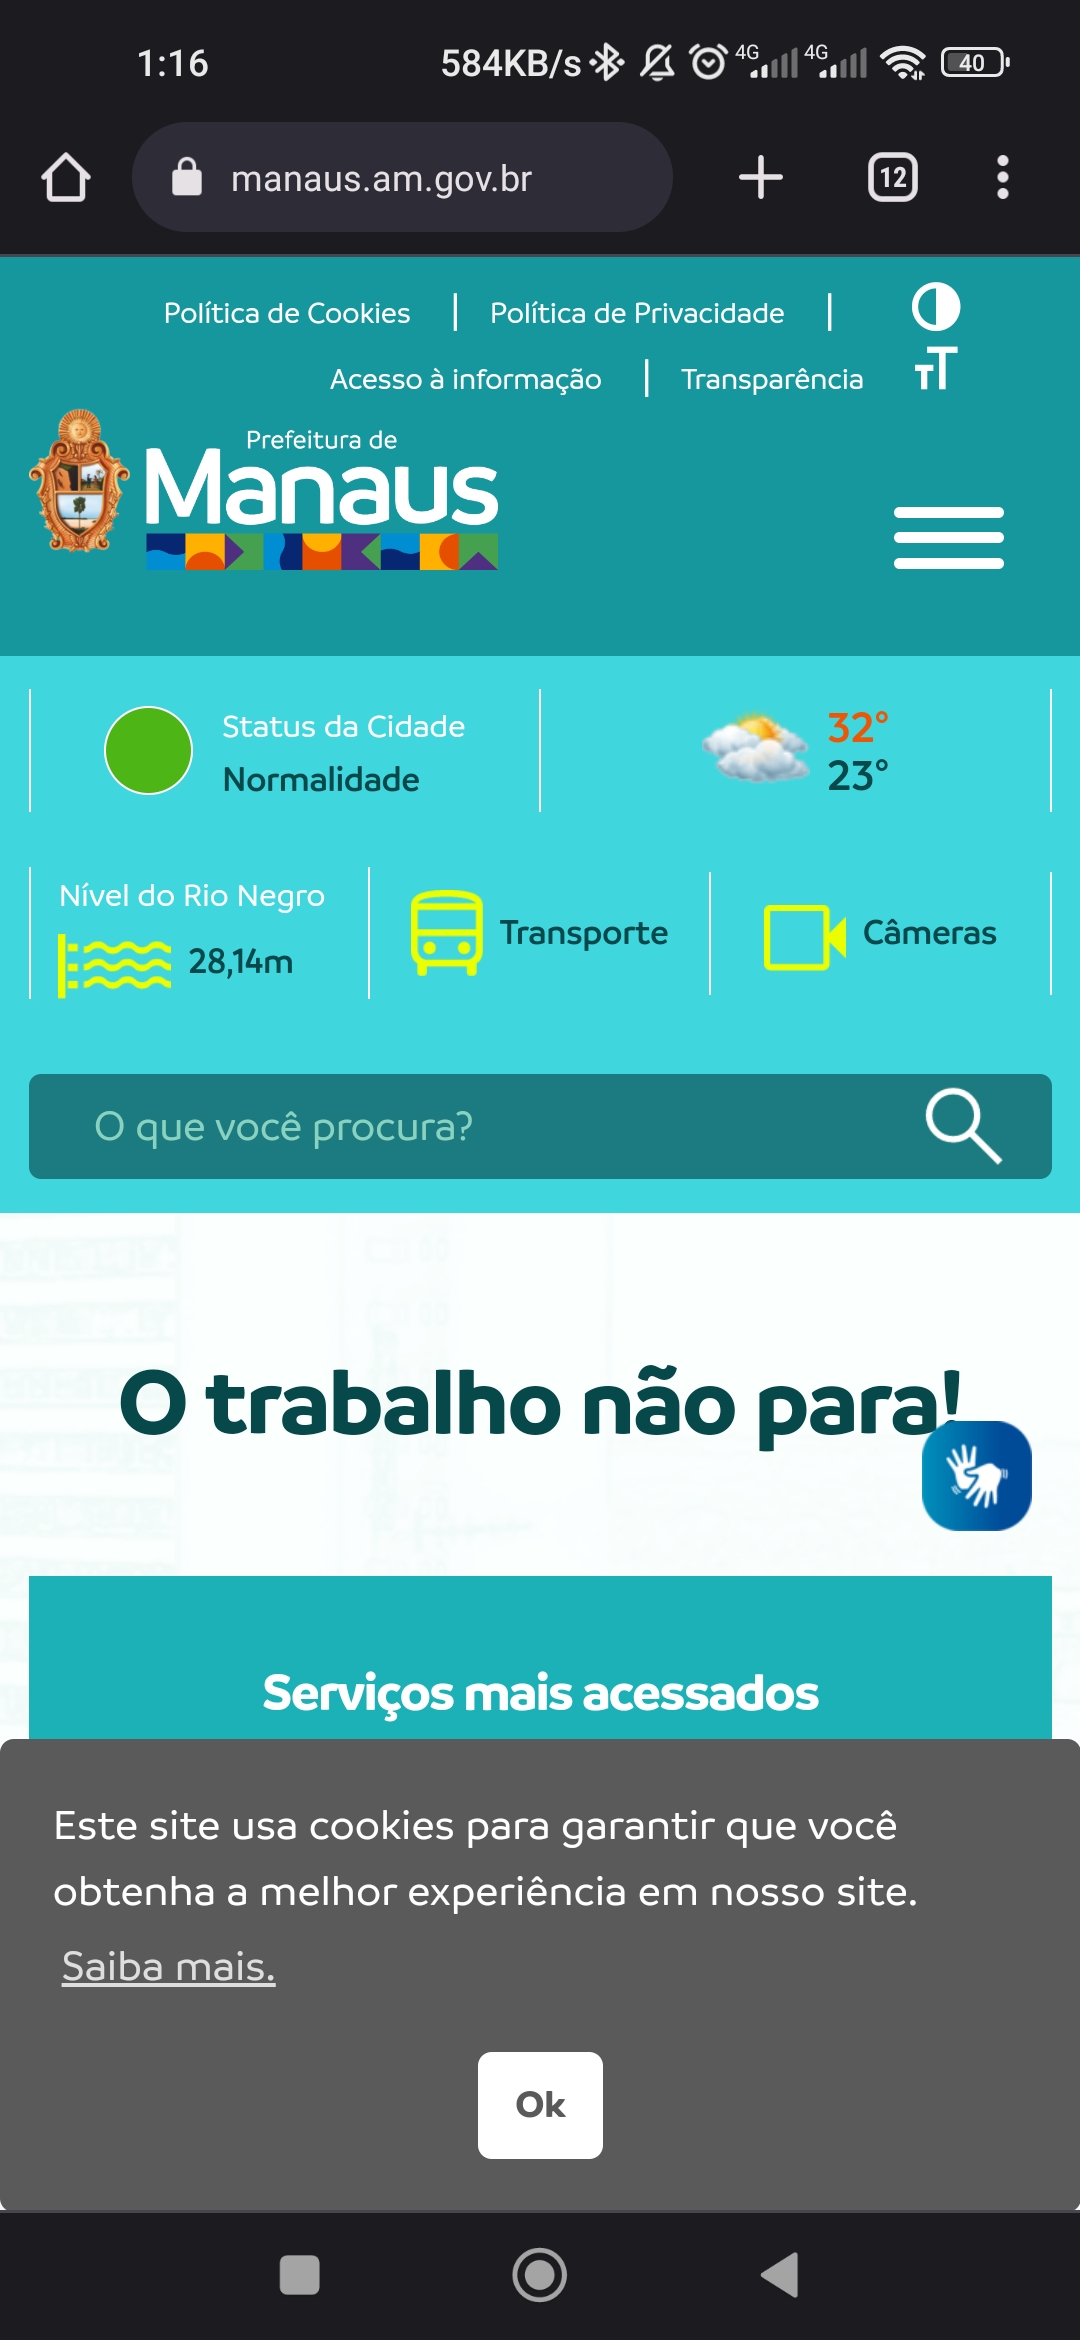 1:16
584KB/s
4G
4G
40
manaus.am.gov.br
12
Política de Cookies
Política de Privacidade
Acesso à informação
Transparência
Prefeitura de
Manaus
Status da Cidade
Normalidade
32°
23°
Nível do Rio Negro
28,14m
Transporte
Câmeras
O que você procura?
O trabalho não para!
Serviços mais acessados
Este site usa cookies para garantir que você
obtenha a melhor experiência em nosso site.
Saiba mais.
Ok